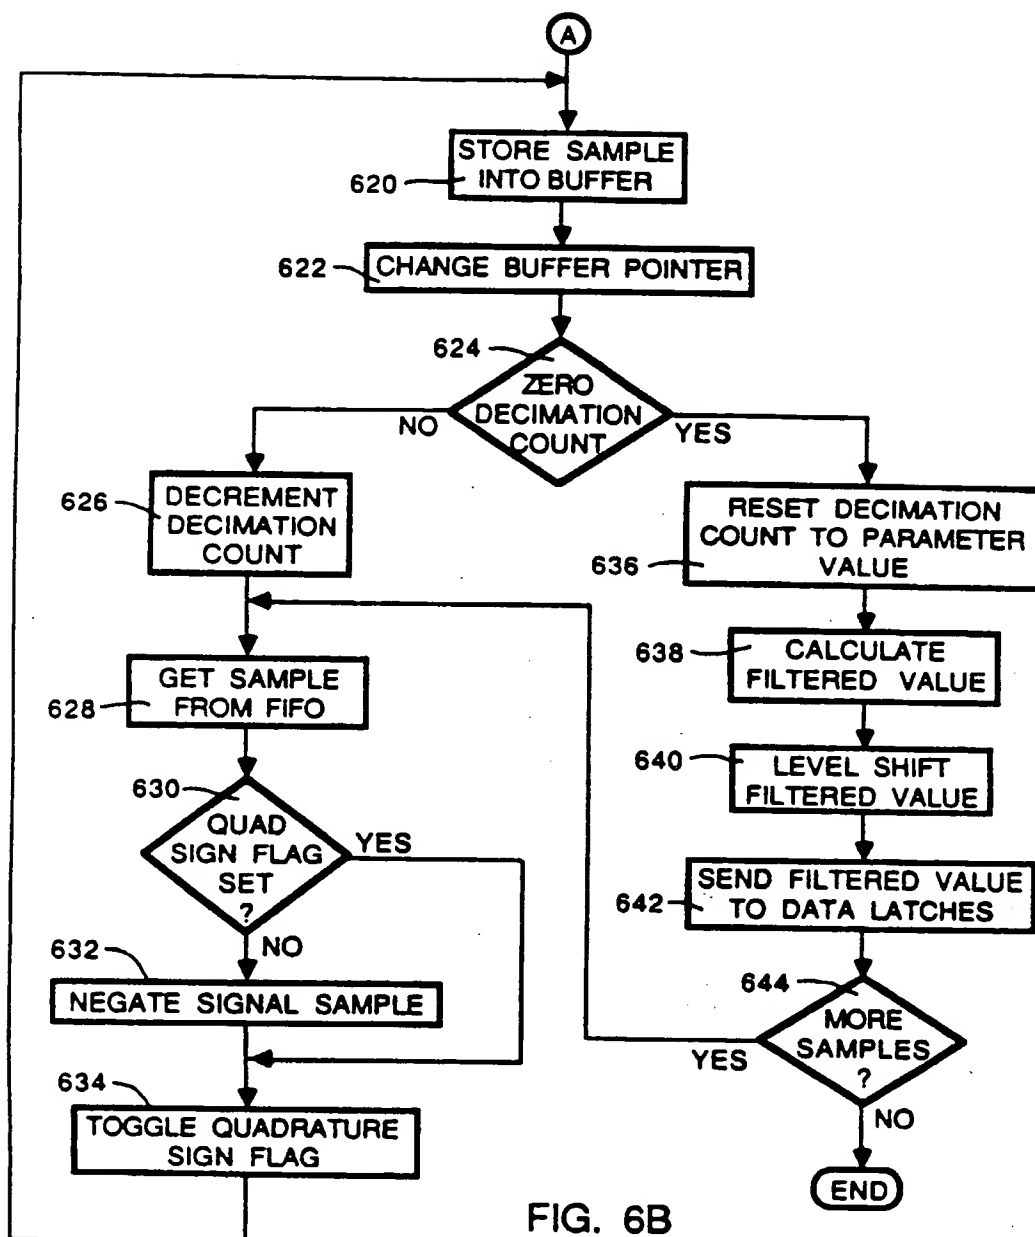 A
STORE SAMPLE
INTO BUFFER
620
622
CHANGE BUFFER POINTER
624
ZERO
DECIMATION
COUNT
NO
YES
626
DECREMENT
DECIMATION
COUNT
RESET DECIMATION
COUNT TO PARAMETER
VALUE
636
628
GET SAMPLE
FROM FIFO
638
CALCULATE
FILTERED VALUE
640
LEVEL SHIFT
FILTERED VALUE
630
QUAD
SIGN FLAG
SET
?
YES
NO
642
SEND FILTERED VALUE
TO DATA LATCHES
632
NEGATE SIGNAL SAMPLE
644
MORE
SAMPLES
?
YES
NO
634
TOGGLE QUADRATURE
SIGN FLAG
END
FIG. 6B